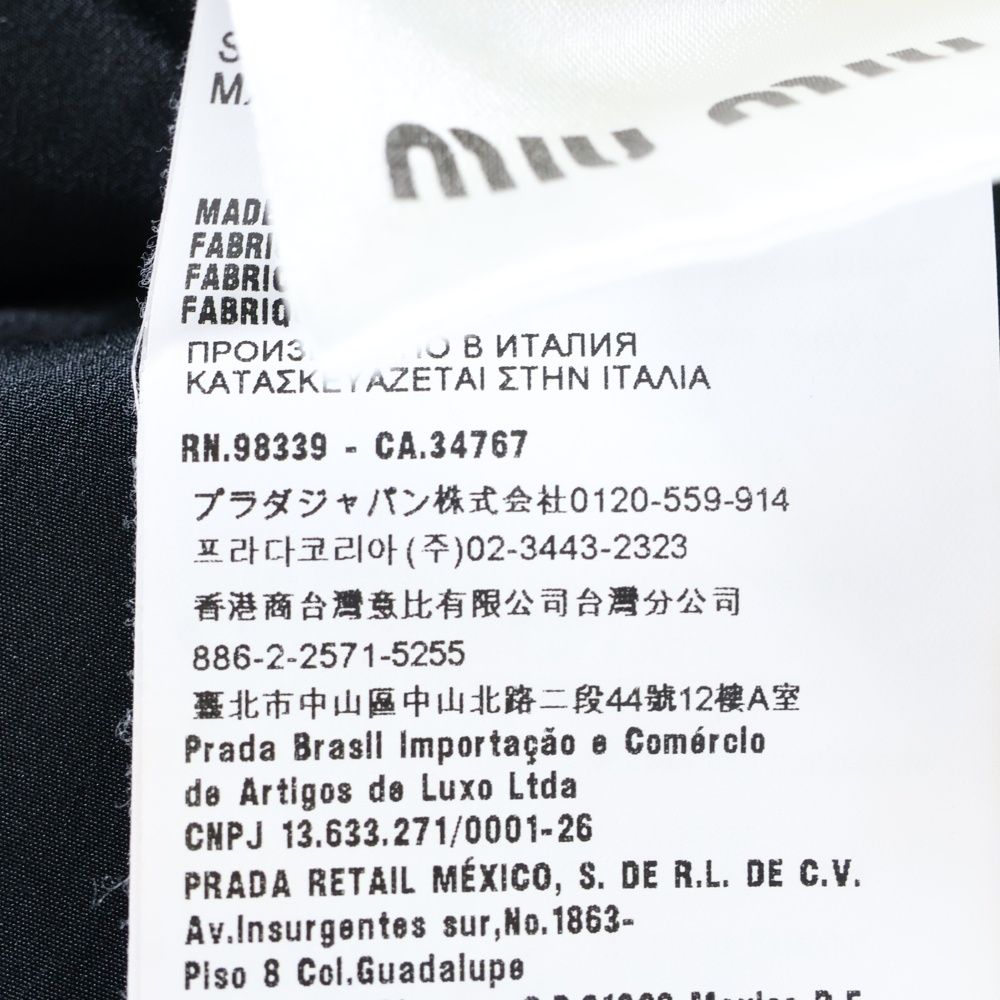 miu miu
MADE
FABRI
FABRIC
FABRIQ
В ИТАЛИЯ
ΚΑΤΑΣΚΕΥΑΖΕΤΑΙ ΣΤΗΝ ΙΤΑΛΙΑ
RN.98339 - CA.34767
プラダジャパン株式会社0120-559-914
프라다코리아(주)02-3443-2323
香港商台灣意比有限公司台灣分公司
886-2-2571-5255
臺北市中山區中山北路二段44號12樓A室
Prada Brasil Importação e Comércio
de Artigos de Luxo Ltda
CNPJ 13.633.271/0001-26
PRADA RETAIL MÉXICO, S. DE R.L. DE C.V.
Av.Insurgentes sur,No.1863-
Piso 8 Col.Guadalupe